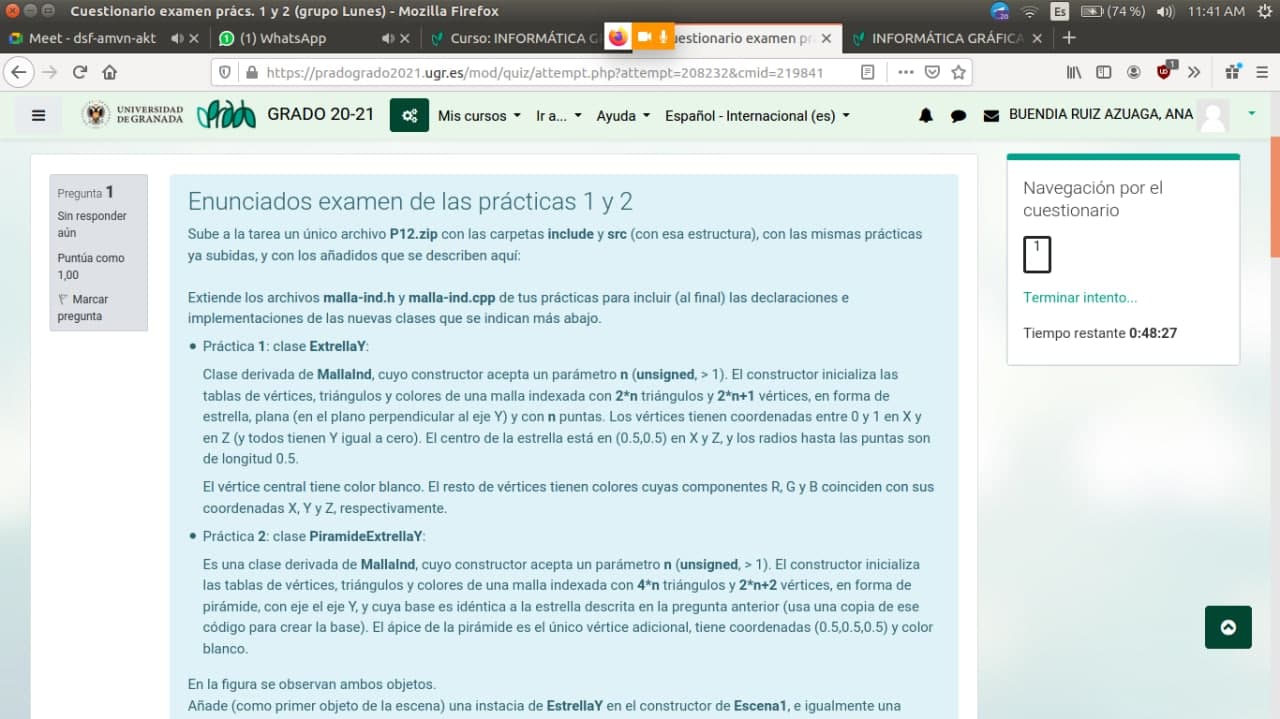 Cuestionario examen prács. 1 y 2 (grupo Lunes) - Mozilla Firefox
Es
(74 %)
11:41 AM
Meet - dsf-amvn-akt
(1) WhatsApp
Curso: INFORMÁTICA G
uestionario examen pr
INFORMÁTICA GRÁFICA
https://pradogrado2021.ugr.es/mod/quiz/attempt.php?attempt=208232&cmid=219841
1
UNIVERSIDAD
DE GRANADA
GRADO 20-21
Mis cursos
Ir a...
Ayuda
Español - Internacional (es)
BUENDIA RUIZ AZUAGA, ANA
Pregunta 1
Sin responder
aún
Puntúa como
1,00
Marcar
pregunta
Enunciados examen de las prácticas 1 y 2
Sube a la tarea un único archivo P12.zip con las carpetas include y src (con esa estructura), con las mismas prácticas
ya subidas, y con los añadidos que se describen aquí:
Extiende los archivos malla-ind.h y malla-ind.cpp de tus prácticas para incluir (al final) las declaraciones e
implementaciones de las nuevas clases que se indican más abajo.
• Práctica 1: clase ExtrellaY:
Clase derivada de MallaInd, cuyo constructor acepta un parámetro n (unsigned, > 1). El constructor inicializa las
tablas de vértices, triángulos y colores de una malla indexada con 2*n triángulos y 2*n+1 vértices, en forma de
estrella, plana (en el plano perpendicular al eje Y) y con n puntas. Los vértices tienen coordenadas entre 0 y 1 en X y
en Z (y todos tienen Y igual a cero). El centro de la estrella está en (0.5,0.5) en X y Z, y los radios hasta las puntas son
de longitud 0.5.
El vértice central tiene color blanco. El resto de vértices tienen colores cuyas componentes R, G y B coinciden con sus
coordenadas X, Y y Z, respectivamente.
• Práctica 2: clase PiramideExtrellaY:
Es una clase derivada de MallaInd, cuyo constructor acepta un parámetro n (unsigned, > 1). El constructor inicializa
las tablas de vértices, triángulos y colores de una malla indexada con 4*n triángulos y 2*n+2 vértices, en forma de
pirámide, con eje el eje Y, y cuya base es idéntica a la estrella descrita en la pregunta anterior (usa una copia de ese
código para crear la base). El ápice de la pirámide es el único vértice adicional, tiene coordenadas (0.5,0.5,0.5) y color
blanco.
En la figura se observan ambos objetos.
Añade (como primer objeto de la escena) una instacia de EstrellaY en el constructor de Escena1, e igualmente una
Navegación por el
cuestionario
1
Terminar intento...
Tiempo restante 0:48:27